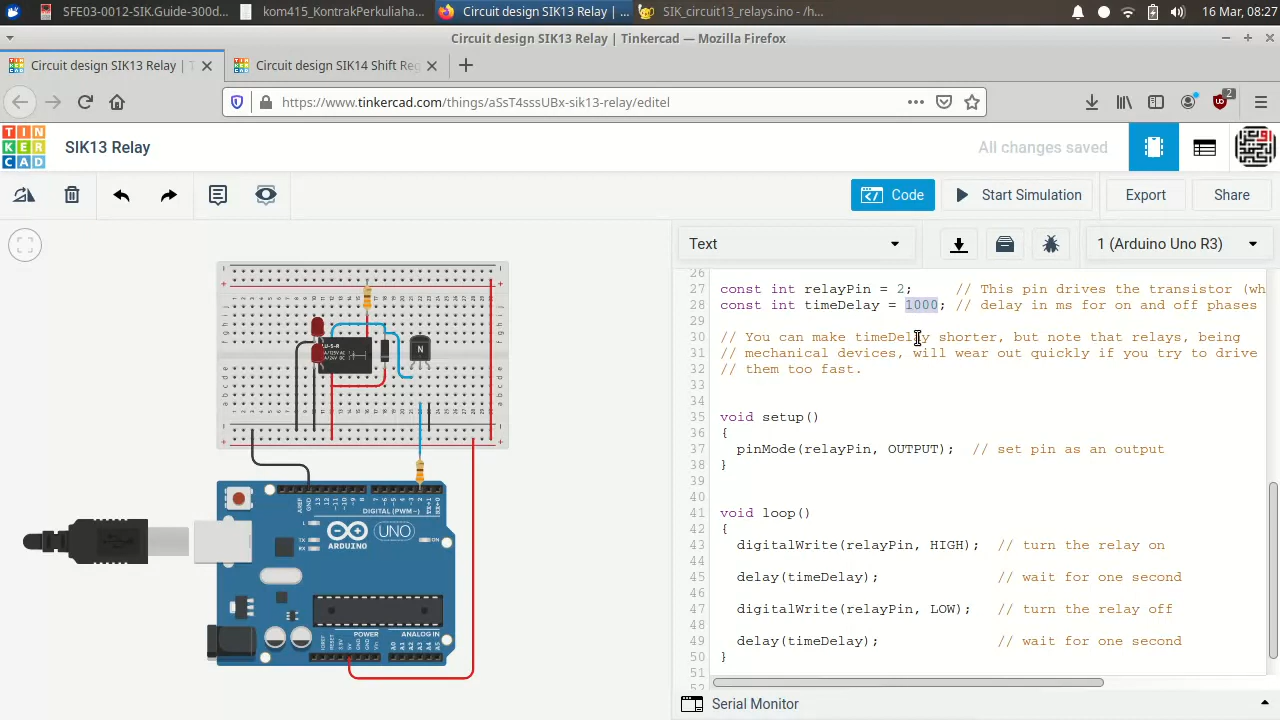 SFE03-0012-SIK.Guide-300d...
kom415_KontrakPerkuliaha...
Circuit design SIK13 Relay | ...
SIK_circuit13_relays.ino - /h...
16 Mar, 08:27
Circuit design SIK13 Relay | Tinkercad — Mozilla Firefox
Circuit design SIK13 Relay | T
Circuit design SIK14 Shift Reg
https://www.tinkercad.com/things/aSsT4sssUBx-sik13-relay/editel
2
TIN
KER
CAD
SIK13 Relay
All changes saved
Code
Start Simulation
Export
Share
Text
1 (Arduino Uno R3)
26
27 const int relayPin = 2; // This pin drives the transistor (wh
28 const int timeDelay = 1000; // delay in ms for on and off phases
29
30 // You can make timeDelay shorter, but note that relays, being
31 // mechanical devices, will wear out quickly if you try to drive
32 // them too fast.
33
34
35 void setup()
36 {
37 pinMode(relayPin, OUTPUT); // set pin as an output
38 }
39
40
41 void loop()
42 {
43 digitalWrite(relayPin, HIGH); // turn the relay on
44
45 delay(timeDelay); // wait for one second
46
47 digitalWrite(relayPin, LOW); // turn the relay off
48
49 delay(timeDelay); // wait for one second
50 }
51
52
Serial Monitor
N
DIGITAL (PWM~)
ARDUINO
UNO
L
TX
RX
ON
POWER
ANALOG IN